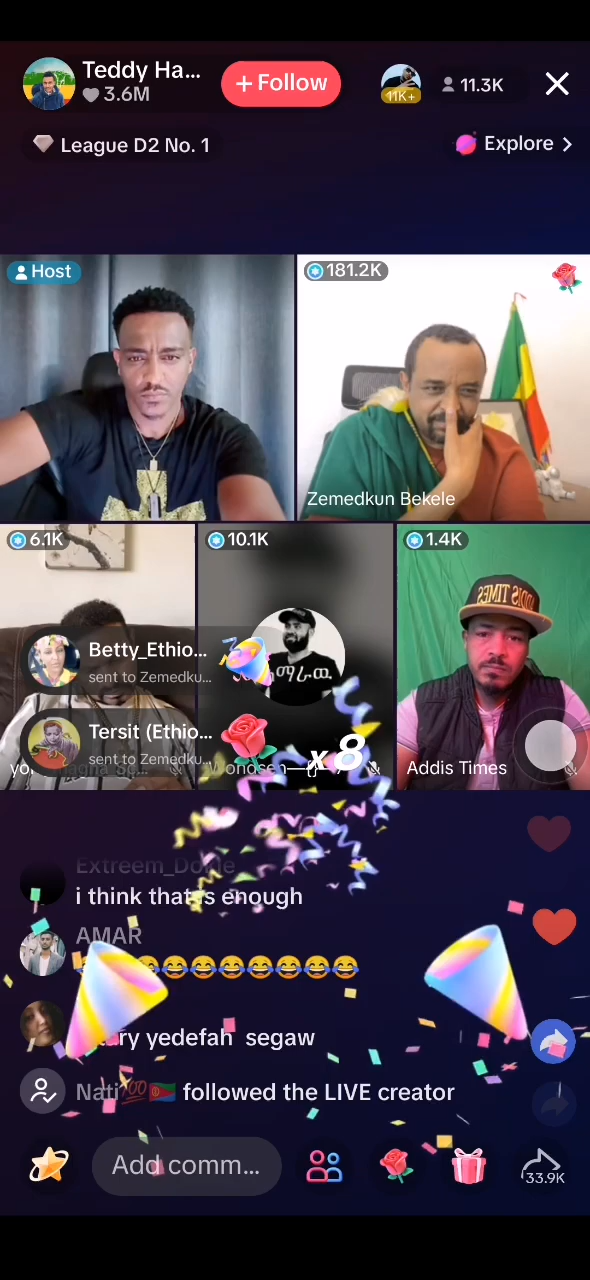 Teddy Ha...
3.6M
+ Follow
11K+
11.3K
League D2 No. 1
Explore
Host
181.2K
Zemedkun Bekele
6.1K
10.1K
1.4K
ADDIS TIMES
Betty_Ethio...
sent to Zemedku...
Tersit (Ethio...
sent to Zemedku...
x8
Addis Times
Extreem_Do
i think that's enough
AMAR
😂😂😂😂😂😂😂😂
yedefah segaw
Nati💯🇪🇷 followed the LIVE creator
Add comm...
33.9K